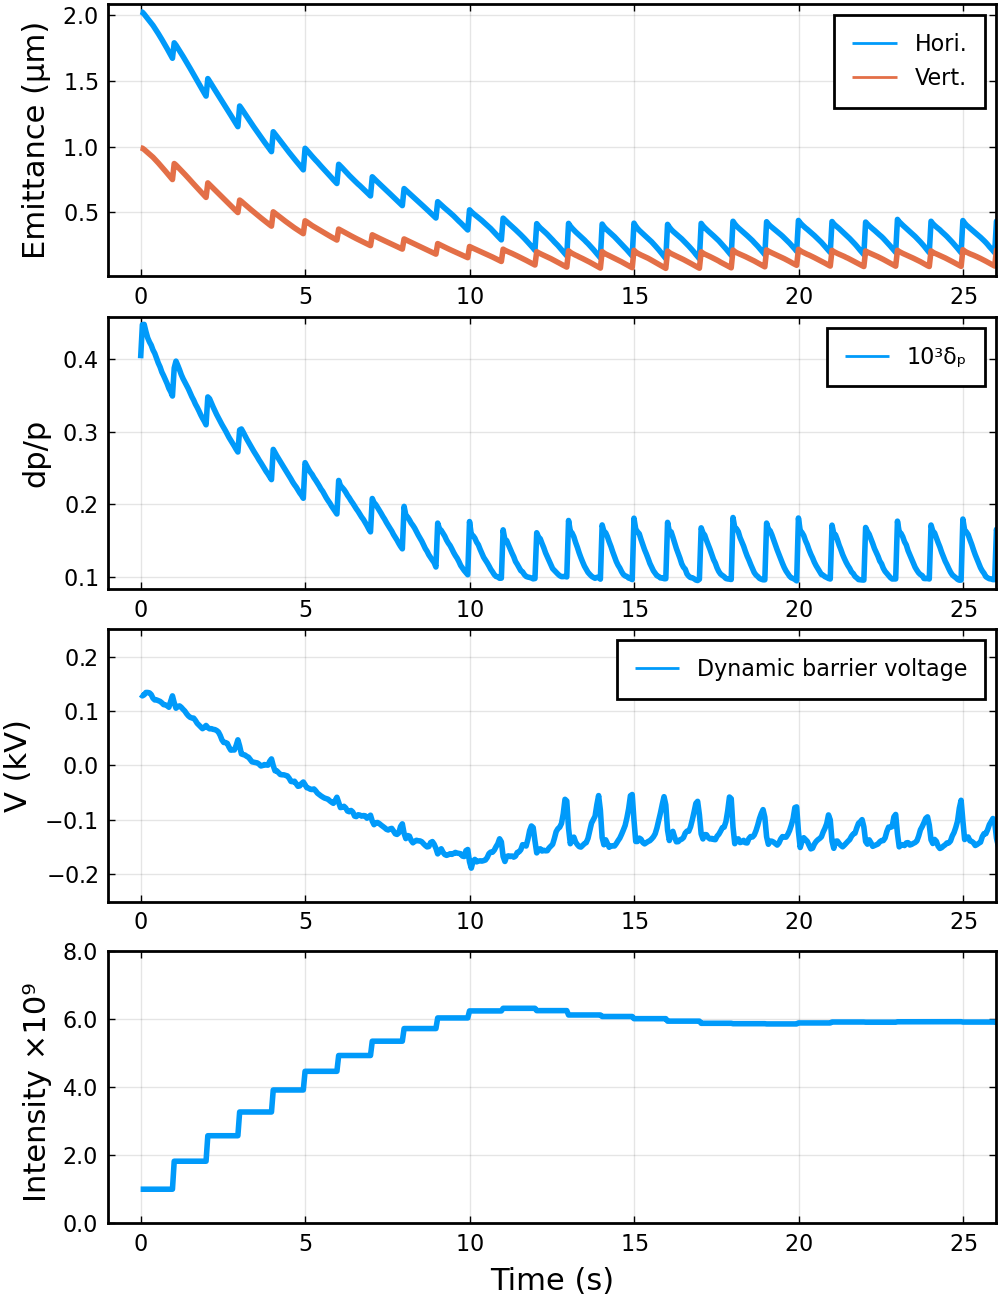 Emittance (μm)
2.0
1.5
1.0
0.5
Hori.
Vert.
0 5 10 15 20 25
dp/p
0.4
0.3
0.2
0.1
10³δₚ
0 5 10 15 20 25
V (kV)
0.2
0.1
0.0
−0.1
−0.2
Dynamic barrier voltage
0 5 10 15 20 25
Intensity ×10⁹
8.0
6.0
4.0
2.0
0.0
0 5 10 15 20 25
Time (s)